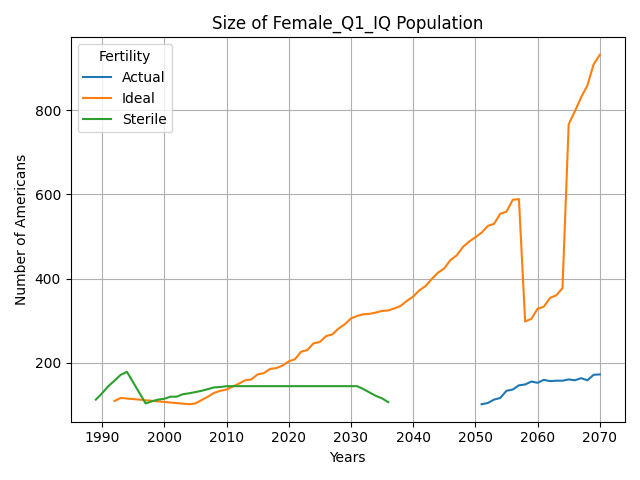 Size of Female_Q1_IQ Population
Fertility
Actual
Ideal
Sterile
Number of Americans
800
600
400
200
1990 2000 2010 2020 2030 2040 2050 2060 2070
Years